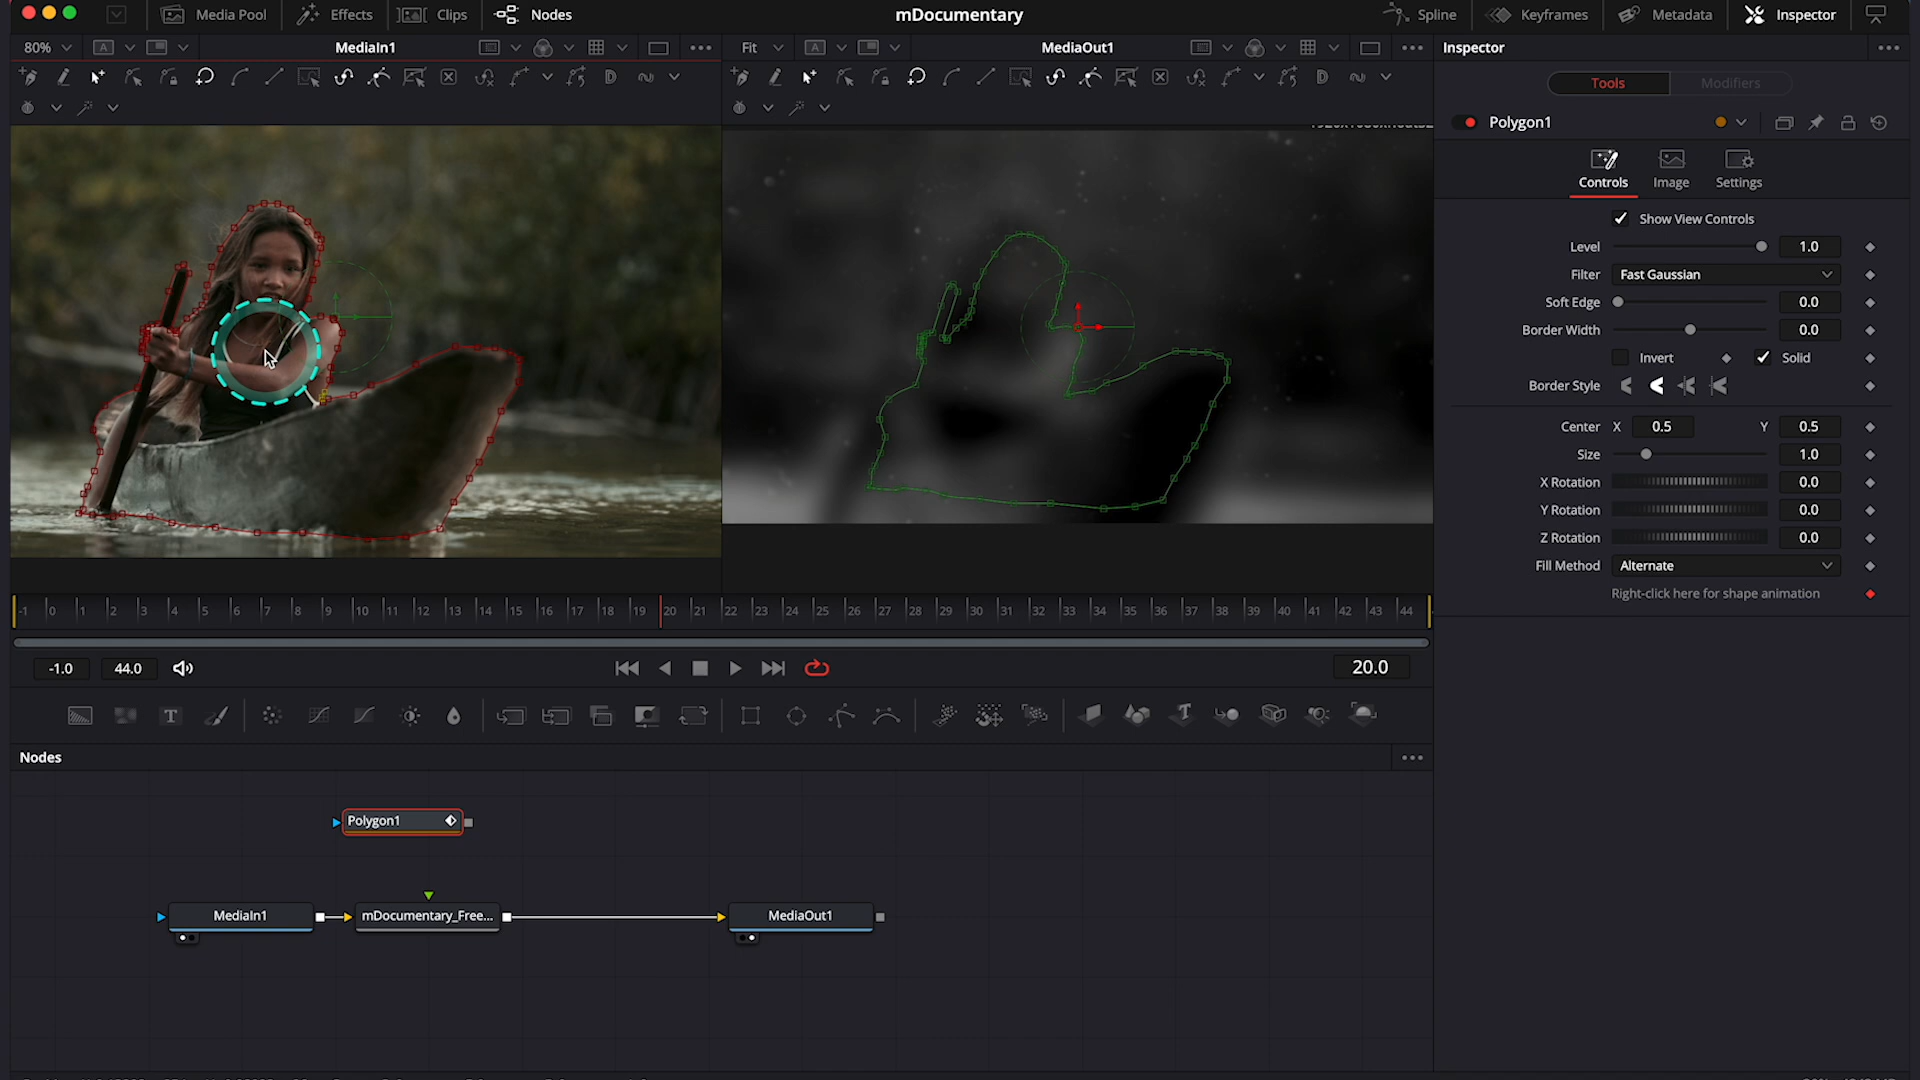 Media Pool Effects Clips Nodes mDocumentary Spline Keyframes Metadata Inspector
80% A MediaIn1 Fit A MediaOut1 Inspector
Tools Modifiers
Polygon1
Controls Image Settings
Show View Controls
Level 1.0
Filter Fast Gaussian
Soft Edge 0.0
Border Width 0.0
Invert Solid
Border Style
Center X 0.5 Y 0.5
Size 1.0
X Rotation 0.0
Y Rotation 0.0
Z Rotation 0.0
Fill Method Alternate
Right-click here for shape animation
-1 0 1 2 3 4 5 6 7 8 9 10 11 12 13 14 15 16 17 18 19 20 21 22 23 24 25 26 27 28 29 30 31 32 33 34 35 36 37 38 39 40 41 42 43 44
-1.0 44.0 20.0
T T
Nodes
Polygon1
MediaIn1 mDocumentary_Free... MediaOut1